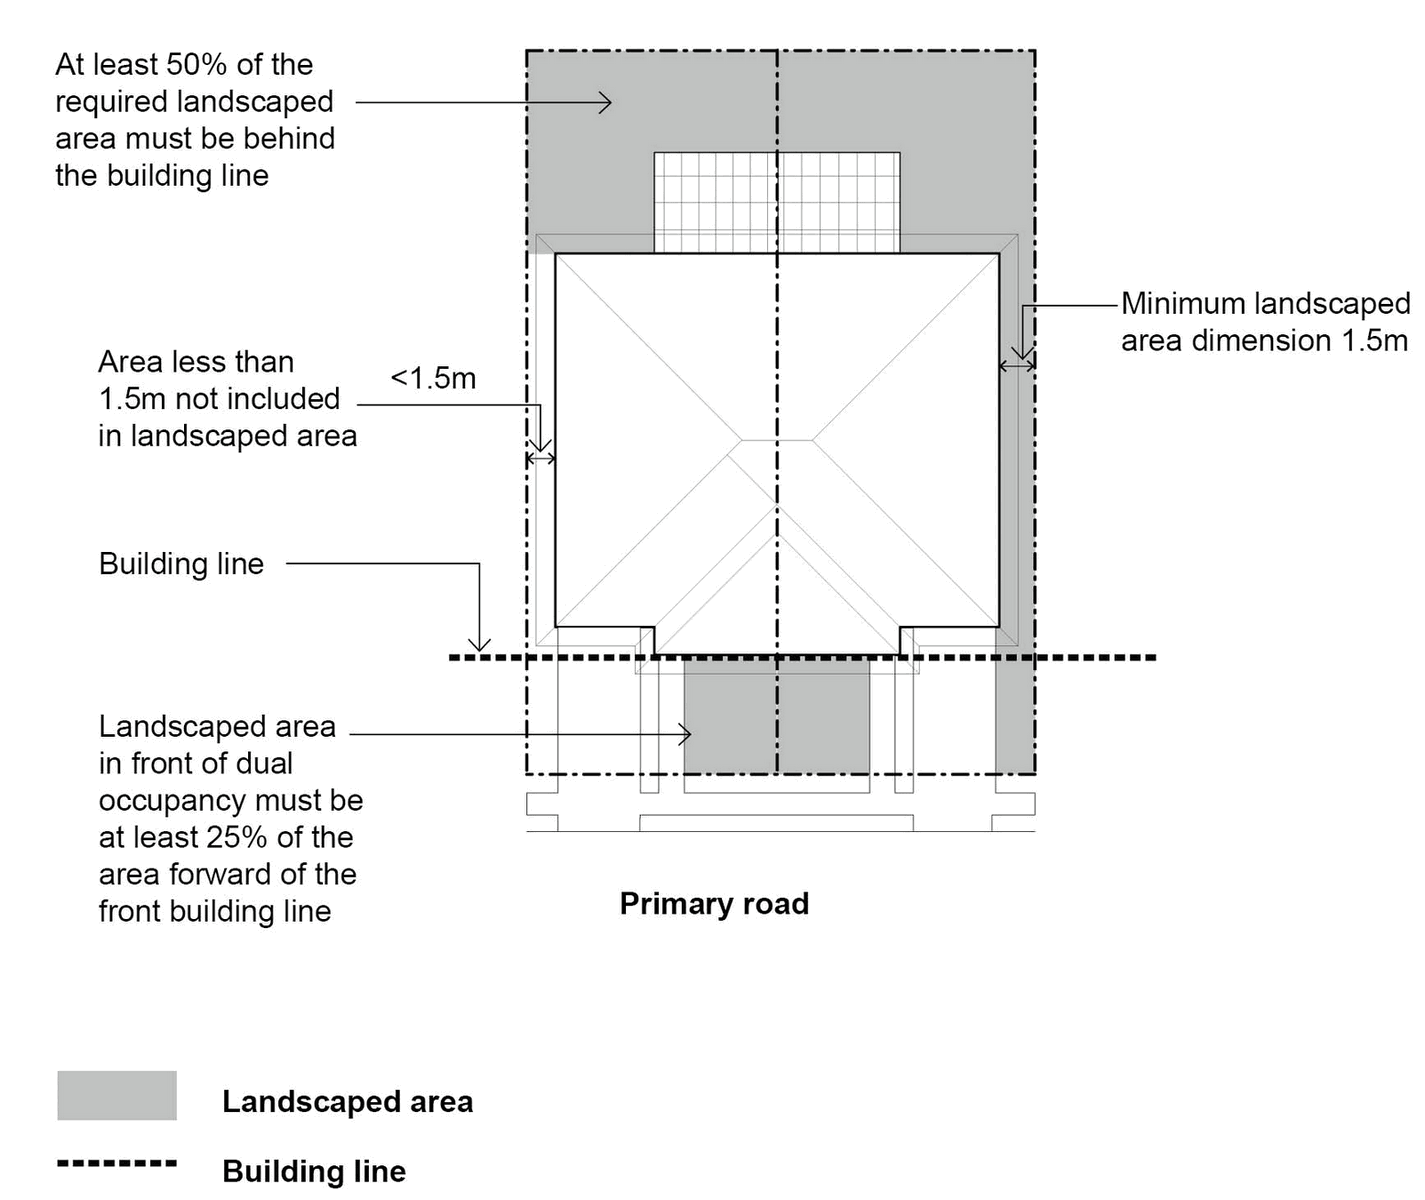 At least 50% of the
required landscaped
area must be behind
the building line
Minimum landscaped
area dimension 1.5m
Area less than
1.5m not included
in landscaped area
<1.5m
Building line
Landscaped area
in front of dual
occupancy must be
at least 25% of the
area forward of the
front building line
Primary road
Landscaped area
Building line